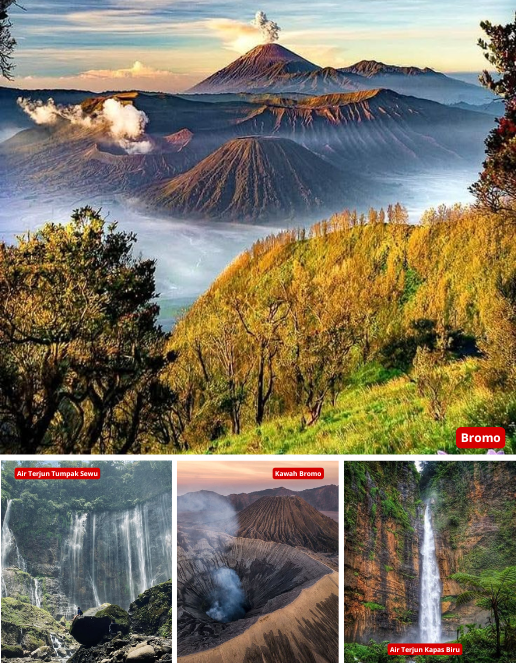 Bromo
Air Terjun Tumpak Sewu
Kawah Bromo
Air Terjun Kapas Biru